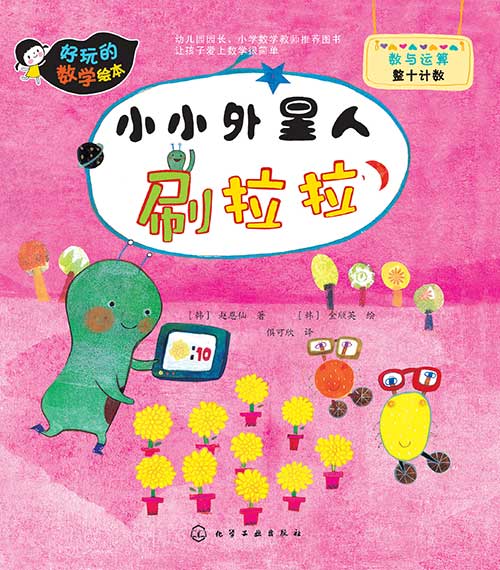 幼儿园园长、小学数学教师推荐图书
让孩子爱上数学很简单
好玩的
数学绘本
数与运算
整十计数
小小外星人
刷拉拉
[韩] 赵恩仙 著 [韩] 金顺英 绘
俱可欣 译
:10
化学工业出版社